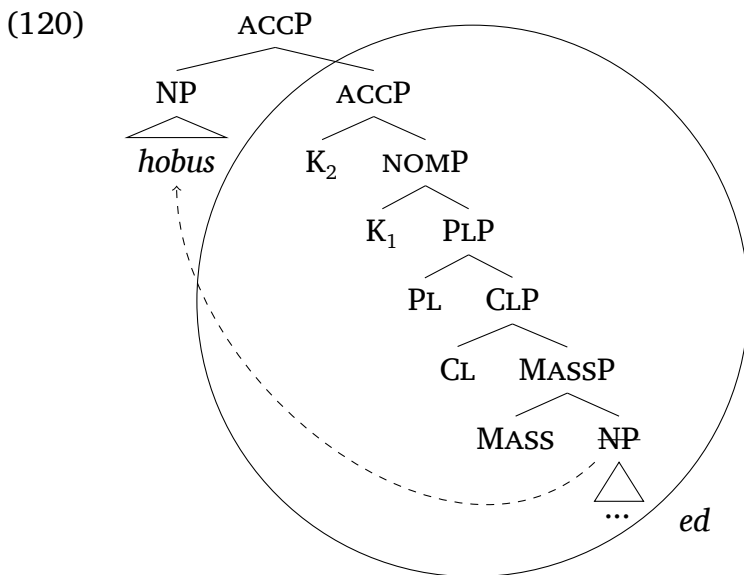 (120) ACCP
NP ACCP
hobus K₂ NOMP
K₁ PLP
PL CLP
CL MASSP
MASS NP
... ed